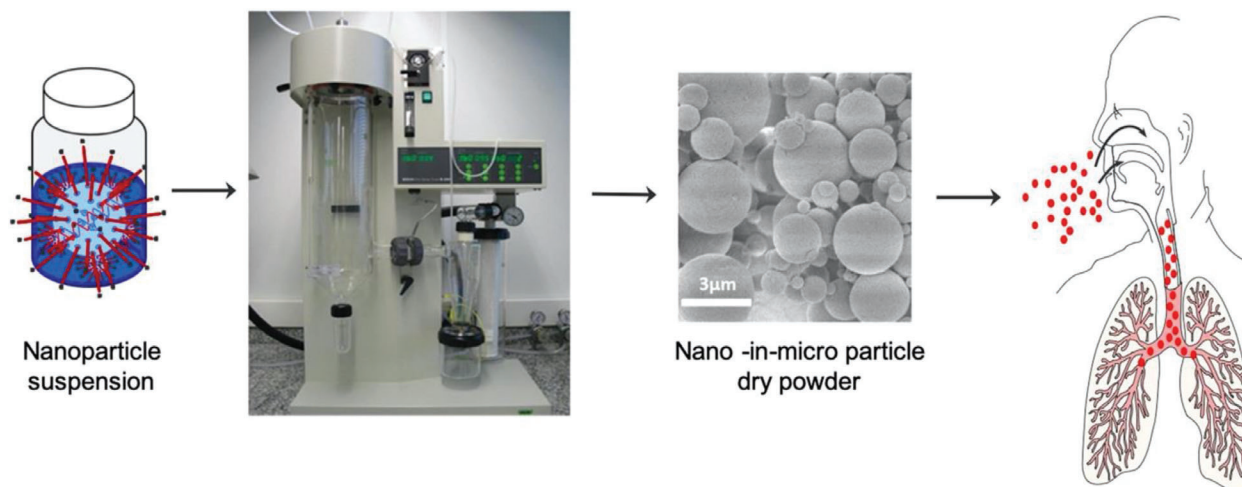 Nanoparticle
suspension
3μm
Nano -in-micro particle
dry powder